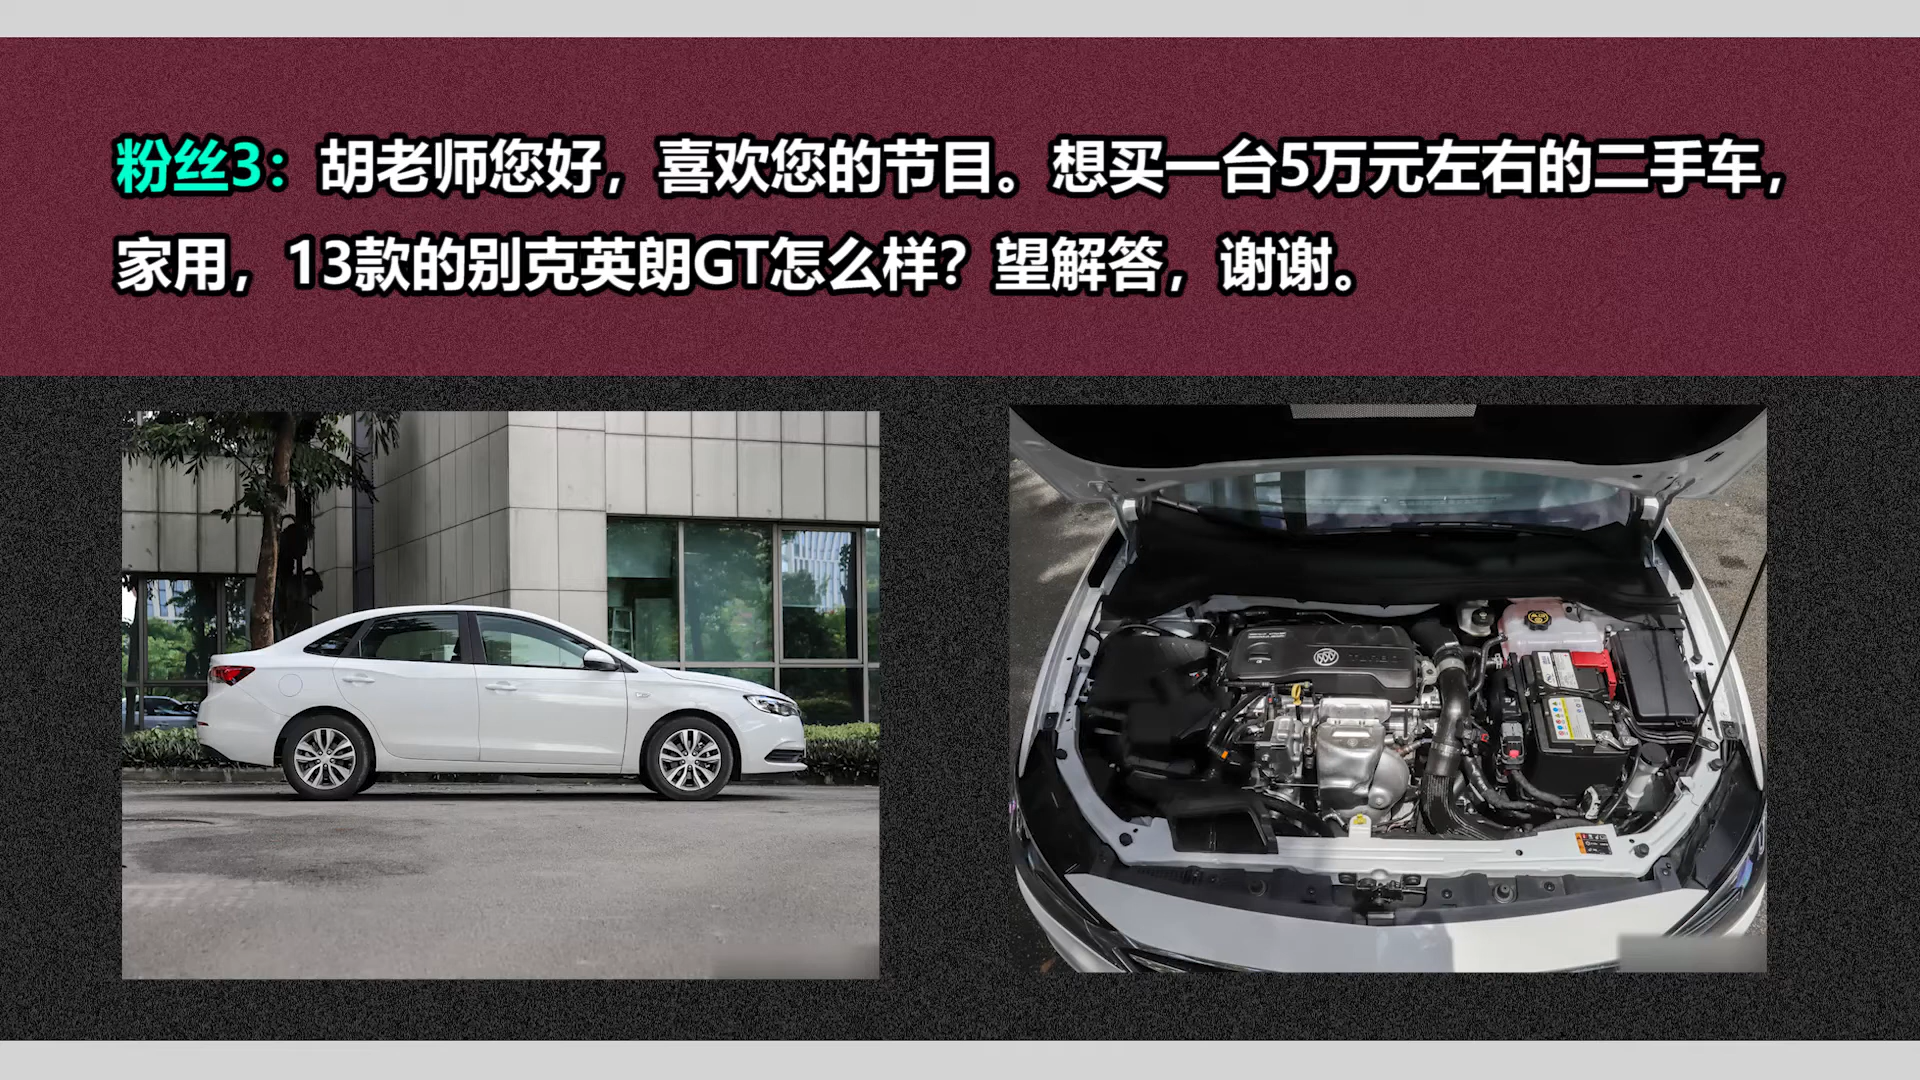 粉丝3：胡老师您好，喜欢您的节目。想买一台5万元左右的二手车，
家用，13款的别克英朗GT怎么样？望解答，谢谢。
TURBO